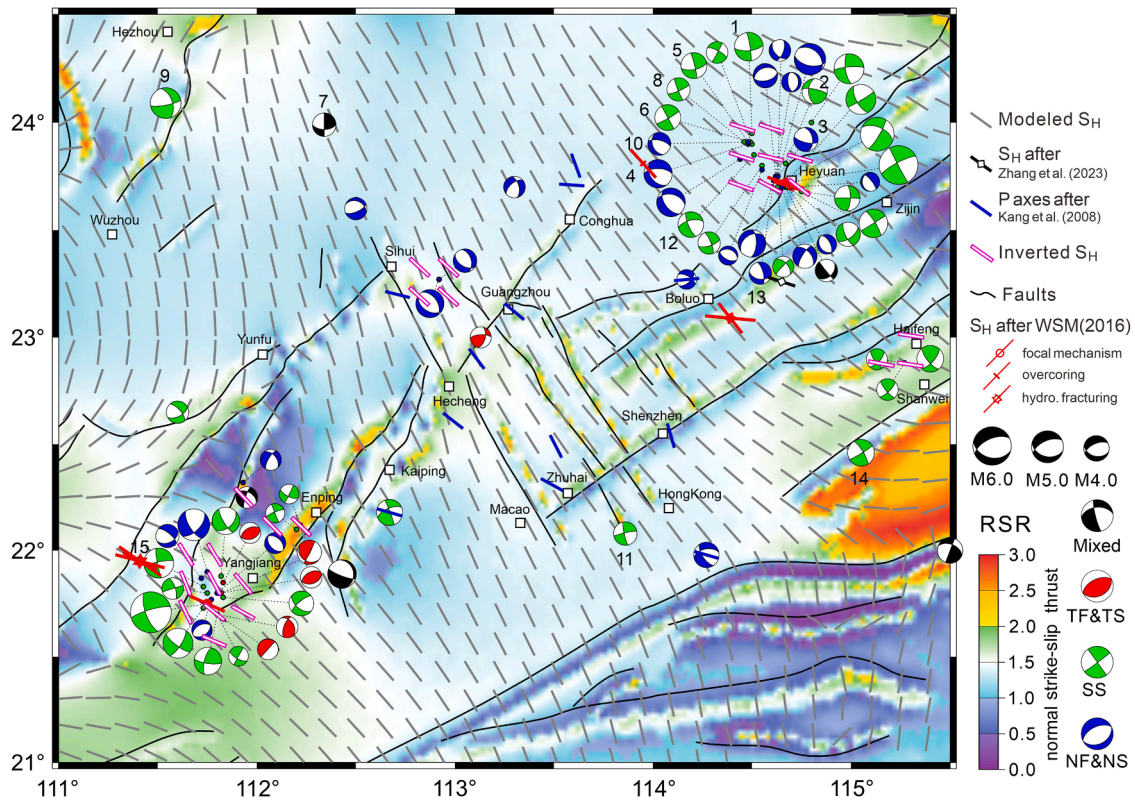 Hezhou
9
7
24°
Wuzhou
Conghua
Sihui
Guangzhou
23°
Yunfu
Hecheng
Kaiping
Enping
Shenzhen
Zhuhai
HongKong
Macao
22°
15
Yangjiang
11
14
21°
111°
112°
113°
114°
115°
1
5
8
2
6
3
10
4
Heyuan
Zijin
12
13
Boluo
Haifeng
Shanwei
Modeled SH
SH after
Zhang et al. (2023)
P axes after
Kang et al. (2008)
Inverted SH
Faults
SH after WSM(2016)
focal mechanism
overcoring
hydro. fracturing
M6.0
M5.0
M4.0
RSR
3.0
2.5
2.0
1.5
1.0
0.5
0.0
normal strike-slip thrust
Mixed
TF&TS
SS
NF&NS